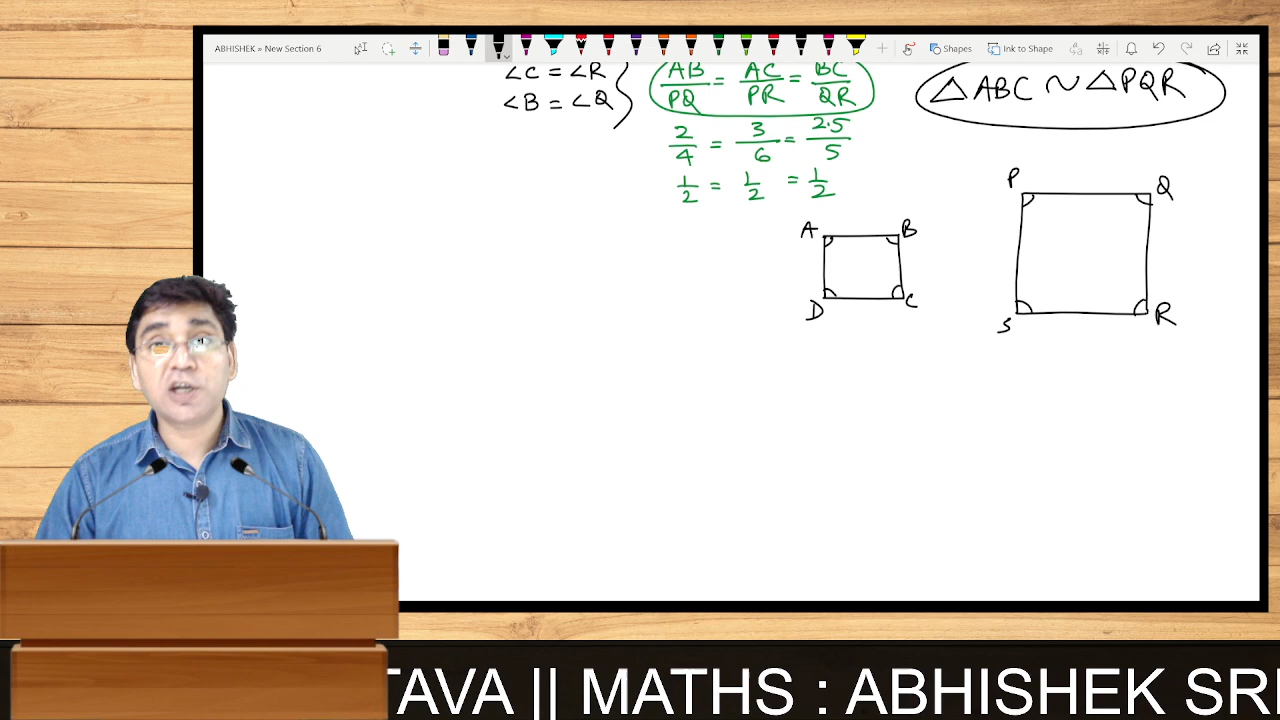 ABHISHEK » New Section 6
Shapes
Ink to Shape
∠C = ∠R
∠B = ∠Q
AB/PQ = AC/PR = BC/QR
2/4 = 3/6 = 2.5/5
1/2 = 1/2 = 1/2
△ABC ~ △PQR
P Q
A B
D C
S R
TAVA || MATHS : ABHISHEK SRI